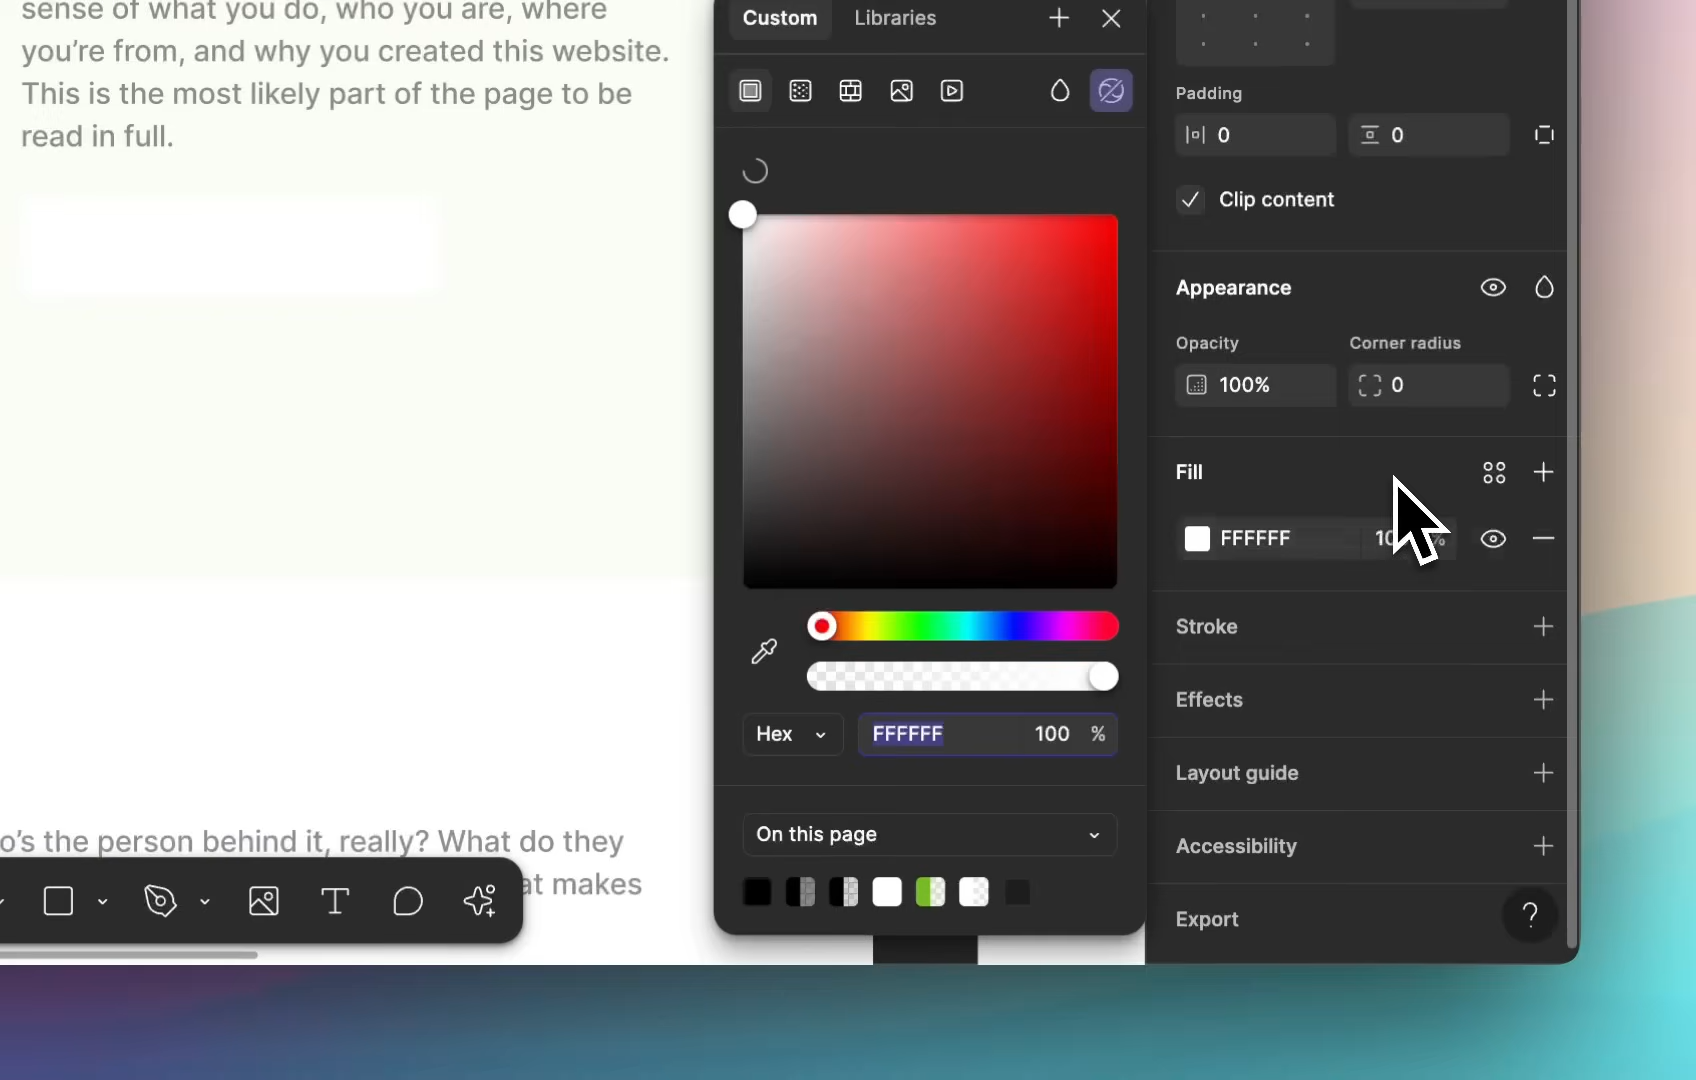 sense of what you do, who you are, where
you're from, and why you created this website.
This is the most likely part of the page to be
read in full.
o's the person behind it, really? What do they
at makes
Custom
Libraries
Hex
FFFFFF
100
%
On this page
Padding
0
0
Clip content
Appearance
Opacity
Corner radius
100%
0
Fill
FFFFFF
10
%
Stroke
Effects
Layout guide
Accessibility
Export
?